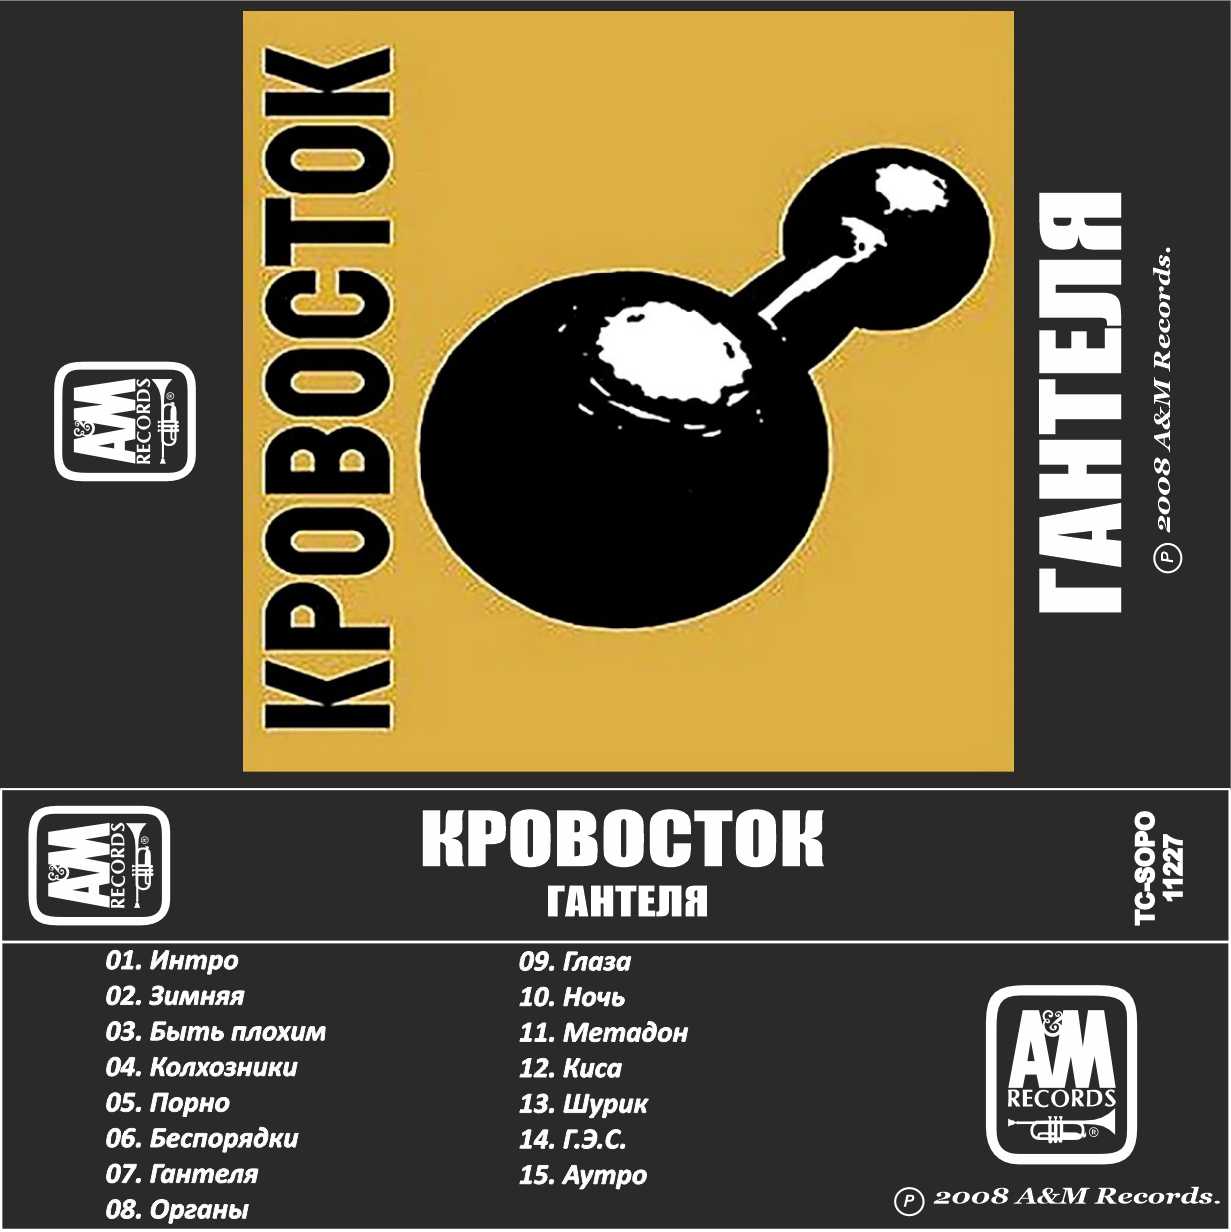 КРОВОСТОК
ГАНТЕЛЯ
℗ 2008 A&M Records.
A&M
RECORDS
®
A&M
RECORDS
®
КРОВОСТОК
ГАНТЕЛЯ
TC-SOPO
11227
01. Интро
02. Зимняя
03. Быть плохим
04. Колхозники
05. Порно
06. Беспорядки
07. Гантеля
08. Органы
09. Глаза
10. Ночь
11. Метадон
12. Киса
13. Шурик
14. Г.Э.С.
15. Аутро
A&M
RECORDS
®
℗ 2008 A&M Records.